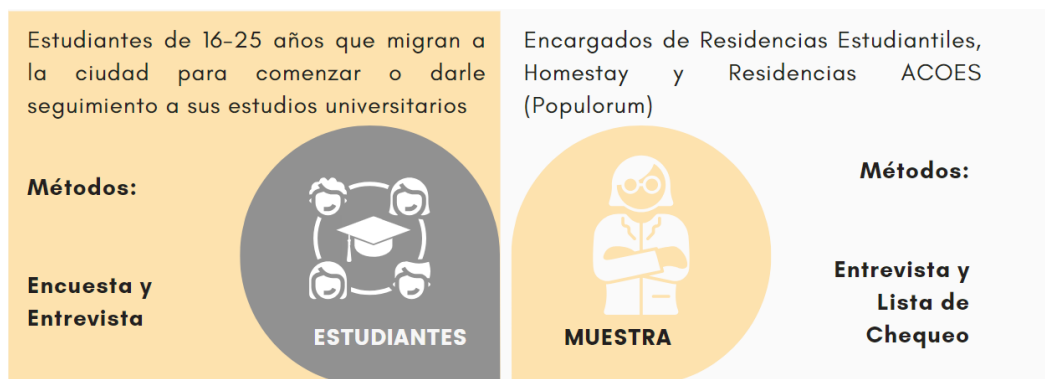 Estudiantes de 16-25 años que migran a
la ciudad para comenzar o darle
seguimiento a sus estudios universitarios
Métodos:
Encuesta y
Entrevista
ESTUDIANTES
Encargados de Residencias Estudiantiles,
Homestay y Residencias ACOES
(Populorum)
Métodos:
Entrevista y
Lista de
Chequeo
MUESTRA